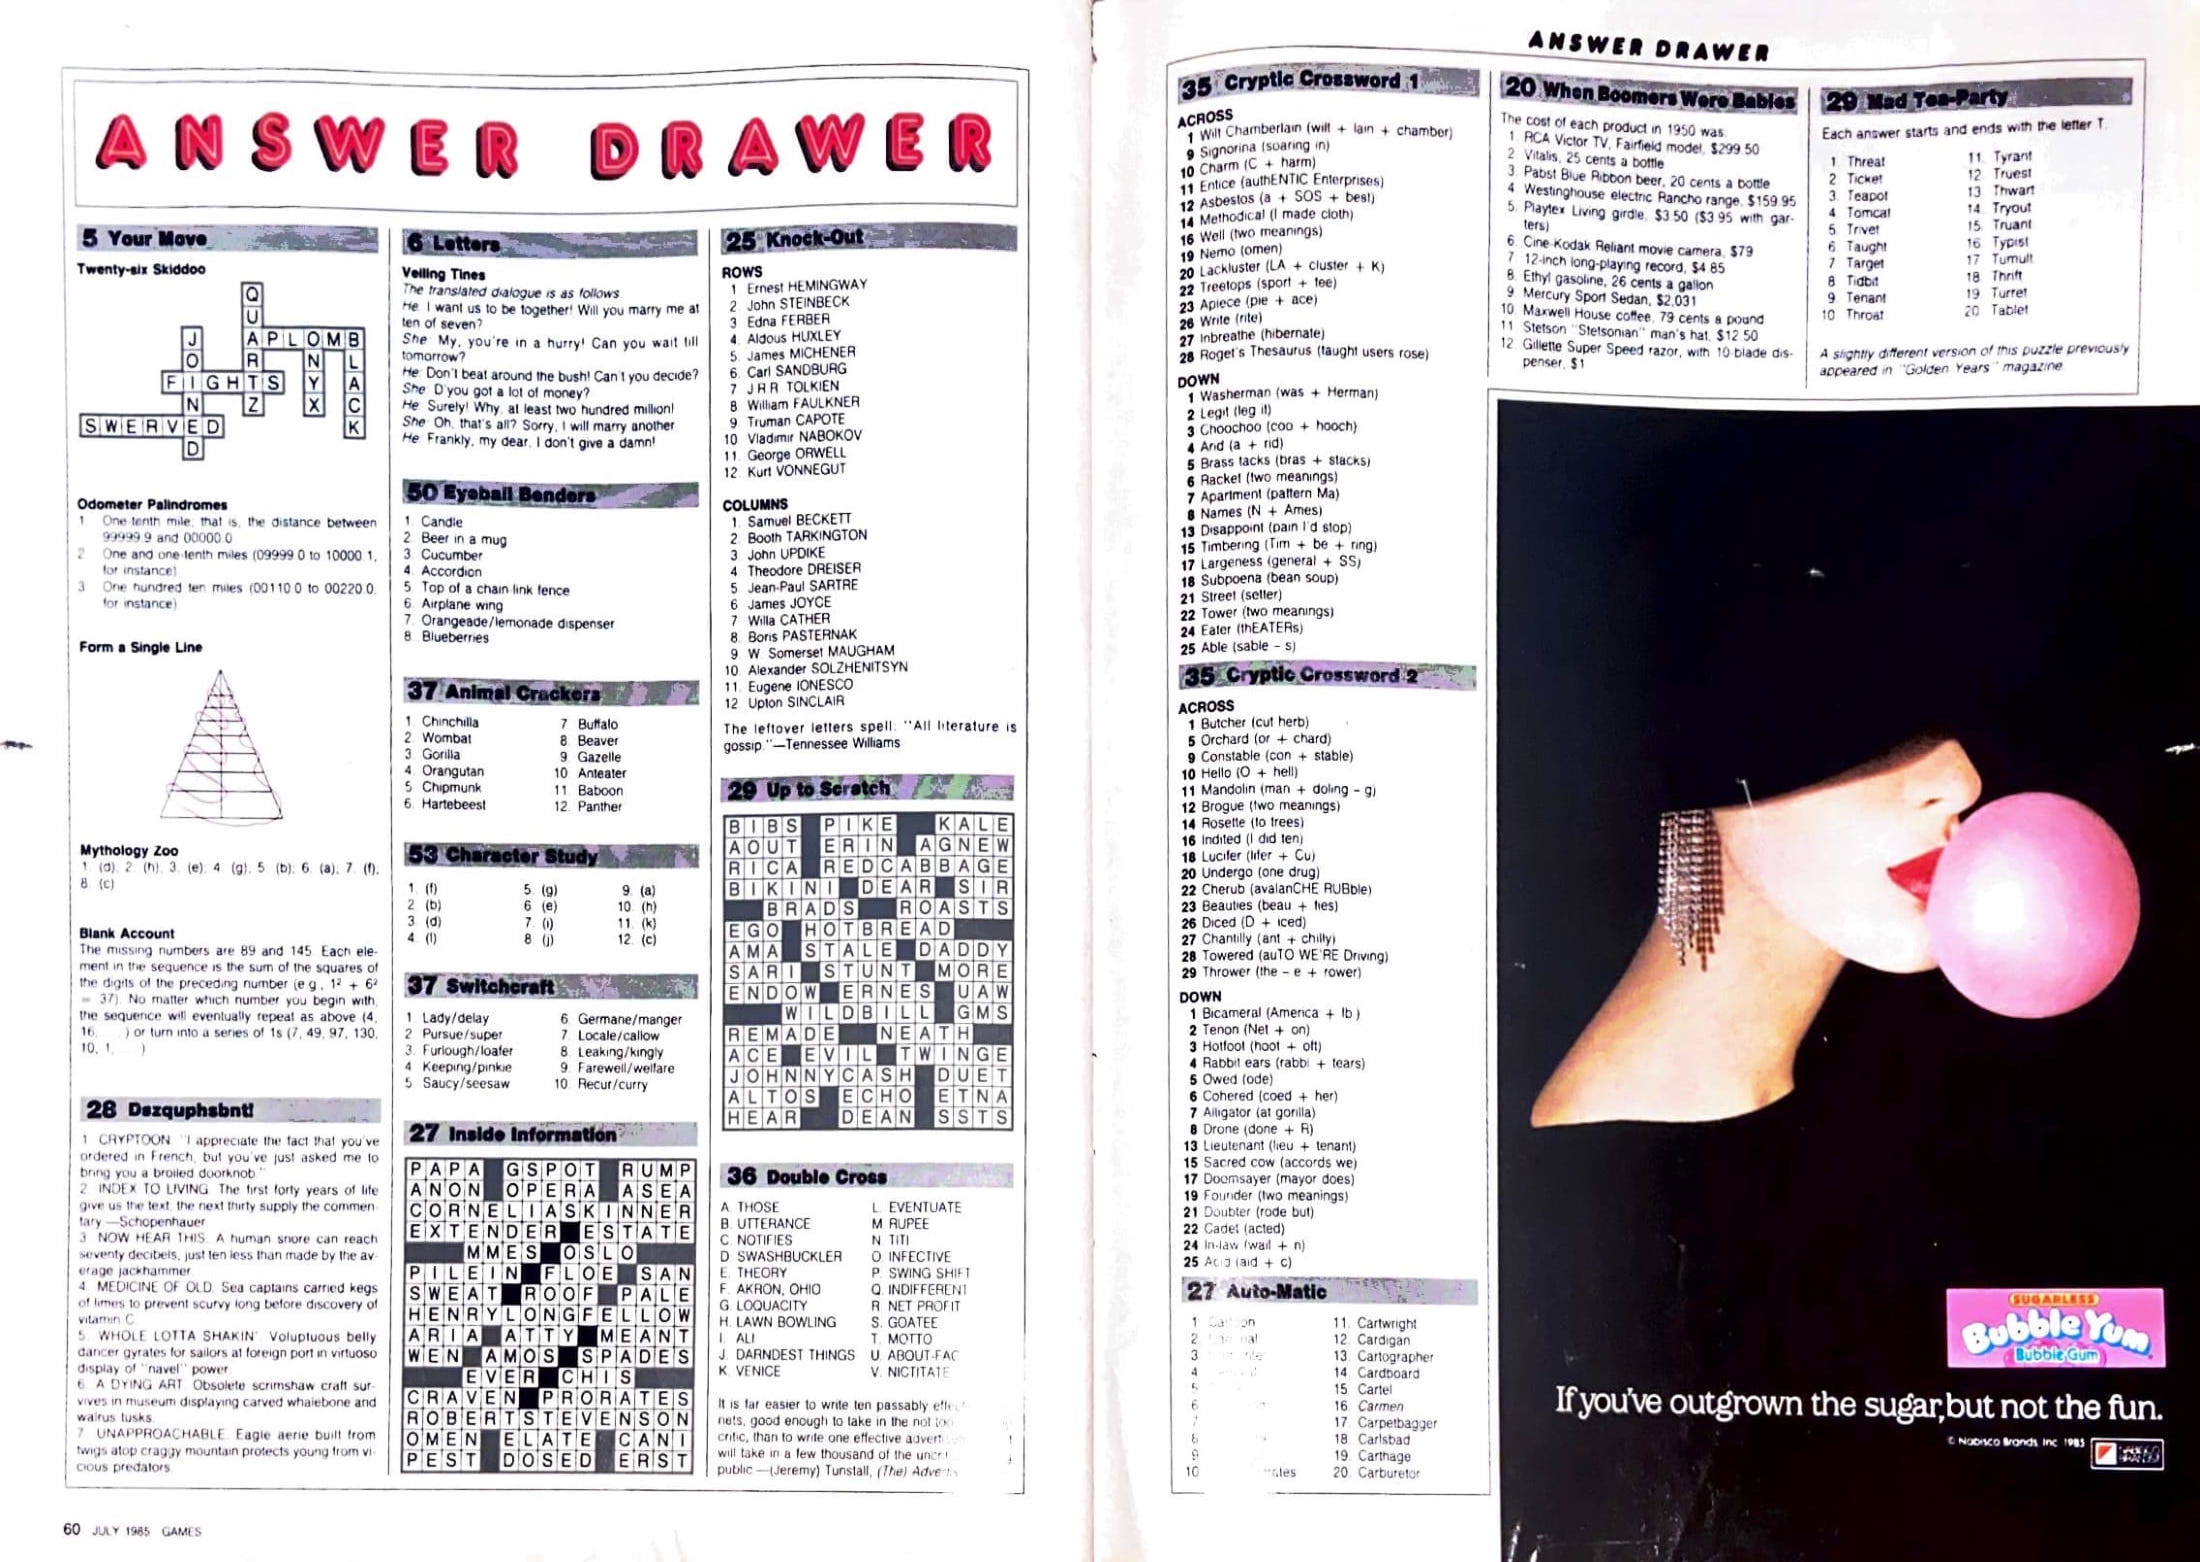 ANSWER DRAWER
5 Your Move
Twenty-six Skiddoo
Q
U
J APLOMB
O R N L
FIGHTS Y A
N Z X C
SWERVED K
D
Odometer Palindromes
1 One-tenth mile, that is, the distance between
99999.9 and 00000.0
2 One and one-tenth miles (09999.0 to 10000.1,
for instance)
3 One hundred ten miles (00110.0 to 00220.0,
for instance)
Form a Single Line
Mythology Zoo
1. (d), 2. (h), 3. (e), 4. (g), 5. (b), 6. (a), 7. (f),
8. (c)
Blank Account
The missing numbers are 89 and 145. Each ele-
ment in the sequence is the sum of the squares of
the digits of the preceding number (e.g., 1² + 6²
= 37). No matter which number you begin with,
the sequence will eventually repeat as above (4,
16, . . .) or turn into a series of 1s (7, 49, 97, 130,
10, 1, . . .)
28 Dszquphsbnt!
1 CRYPTOON "I appreciate the fact that you've
ordered in French, but you've just asked me to
bring you a broiled doorknob."
2 INDEX TO LIVING The first forty years of life
give us the text, the next thirty supply the commen-
tary.—Schopenhauer
3 NOW HEAR THIS. A human snore can reach
seventy decibels, just ten less than made by the av-
erage jackhammer.
4. MEDICINE OF OLD. Sea captains carried kegs
of limes to prevent scurvy long before discovery of
vitamin C.
5. WHOLE LOTTA SHAKIN' Voluptuous belly
dancer gyrates for sailors at foreign port in virtuoso
display of "navel" power.
6 A DYING ART Obsolete scrimshaw craft sur-
vives in museum displaying carved whalebone and
walrus tusks.
7 UNAPPROACHABLE. Eagle aerie built from
twigs atop craggy mountain protects young from vi-
cious predators.
6 Letters
Veiling Tines
The translated dialogue is as follows
He: I want us to be together! Will you marry me at
ten of seven?
She: My, you're in a hurry! Can you wait till
tomorrow?
He: Don't beat around the bush! Can't you decide?
She: D'you got a lot of money?
He: Surely! Why, at least two hundred million!
She: Oh, that's all? Sorry, I will marry another
He: Frankly, my dear, I don't give a damn!
50 Eyeball Benders
1 Candle
2 Beer in a mug
3 Cucumber
4 Accordion
5 Top of a chain link fence
6. Airplane wing
7. Orangeade/lemonade dispenser
8 Blueberries
37 Animal Crackers
1. Chinchilla
2 Wombat
3 Gorilla
4. Orangutan
5 Chipmunk
6. Hartebeest
7 Buffalo
8 Beaver
9 Gazelle
10 Anteater
11 Baboon
12. Panther
53 Character Study
1. (f)
2 (b)
3 (d)
4 (l)
5 (g)
6 (e)
7. (i)
8 (j)
9. (a)
10. (h)
11. (k)
12. (c)
37 Switchcraft
1 Lady/delay
2 Pursue/super
3. Furlough/loafer
4 Keeping/pinkie
5 Saucy/seesaw
6 Germane/manger
7 Locale/callow
8. Leaking/kingly
9. Farewell/welfare
10. Recur/curry
27 Inside Information
PAPA GSPOT RUMP
ANON OPERA ASEA
CORNELIASKINNER
EXTENDER ESTATE
MMES OSLO
PILEIN FLOE SAN
SWEAT ROOF PALE
HENRYLONGFELLOW
ARIA ATTY MEANT
WEN AMOS SPADES
EVER CHIS
CRAVEN PRORATES
ROBERTSTEVENSON
OMEN ELATE CANI
PEST DOSED ERST
25 Knock-Out
ROWS
1 Ernest HEMINGWAY
2 John STEINBECK
3 Edna FERBER
4. Aldous HUXLEY
5. James MICHENER
6. Carl SANDBURG
7 J.R.R. TOLKIEN
8. William FAULKNER
9 Truman CAPOTE
10 Vladimir NABOKOV
11. George ORWELL
12. Kurt VONNEGUT
COLUMNS
1. Samuel BECKETT
2 Booth TARKINGTON
3 John UPDIKE
4 Theodore DREISER
5 Jean-Paul SARTRE
6 James JOYCE
7 Willa CATHER
8. Boris PASTERNAK
9 W. Somerset MAUGHAM
10. Alexander SOLZHENITSYN
11. Eugene IONESCO
12 Upton SINCLAIR
The leftover letters spell: "All literature is
gossip."—Tennessee Williams
29 Up to Scratch
BIBS PIKE KALE
AOUT ERIN AGNEW
RICA REDCABBAGE
BIKINI DEAR SIR
BRADS ROASTS
EGO HOTBREAD
AMA STALE DADDY
SARI STUNT MORE
ENDOW ERNES UAW
WILDBILL GMS
REMADE NEATH
ACE EVIL TWINGE
JOHNNYCASH DUET
ALTOS ECHO ETNA
HEAR DEAN SSTS
36 Double Cross
A. THOSE
B. UTTERANCE
C. NOTIFIES
D. SWASHBUCKLER
E. THEORY
F. AKRON, OHIO
G. LOQUACITY
H. LAWN BOWLING
I. ALI
J. DARNDEST THINGS
K. VENICE
L. EVENTUATE
M RUPEE
N TITI
O. INFECTIVE
P. SWING SHIFT
Q. INDIFFERENT
R NET PROFIT
S. GOATEE
T. MOTTO
U. ABOUT-FAC
V. NICTITATE
It is far easier to write ten passably
nets, good enough to take in the not
critic, than to write one effective
will take in a few thousand of the
public.—(Jeremy) Tunstall, (The)
60 JULY 1985 GAMES
ANSWER DRAWER
35 Cryptic Crossword 1
ACROSS
1 Wilt Chamberlain (wilt + lain + chamber)
9 Signorina (soaring in)
10 Charm (C + harm)
11 Entice (authENTIC Enterprises)
12 Asbestos (a + SOS + best)
14 Methodical (I made cloth)
16 Well (two meanings)
19 Nemo (omen)
20 Lackluster (LA + cluster + K)
22 Treetops (sport + tee)
23 Apiece (pie + ace)
26 Write (rite)
27 Inbreathe (hibernate)
28 Roget's Thesaurus (taught users rose)
DOWN
1 Washerman (was + Herman)
2 Legit (leg it)
3 Choochoo (coo + hooch)
4 Arid (a + rid)
5 Brass tacks (bras + stacks)
6 Racket (two meanings)
7 Apartment (pattern Ma)
8 Names (N + Ames)
13 Disappoint (pain I'd stop)
15 Timbering (Tim + be + ring)
17 Largeness (general + SS)
18 Subpoena (bean soup)
21 Street (setter)
22 Tower (two meanings)
24 Eater (thEATERs)
25 Able (sable - s)
35 Cryptic Crossword 2
ACROSS
1 Butcher (cut herb)
5 Orchard (or + chard)
9 Constable (con + stable)
10 Hello (O + hell)
11 Mandolin (man + doling - g)
12 Brogue (two meanings)
14 Rosette (to trees)
16 Indited (I did ten)
18 Lucifer (lifer + Cu)
20 Undergo (one drug)
22 Cherub (avalanCHE RUBble)
23 Beauties (beau + ties)
26 Diced (D + iced)
27 Chantilly (ant + chilly)
28 Towered (auTO WE'RE Driving)
29 Thrower (the - e + rower)
DOWN
1 Bicameral (America + lb.)
2 Tenon (Net + on)
3 Hotfoot (hoot + oft)
4 Rabbit ears (rabbi + tears)
5 Owed (ode)
6 Cohered (coed + her)
7 Alligator (at gorilla)
8 Drone (done + R)
13 Lieutenant (lieu + tenant)
15 Sacred cow (accords we)
17 Doomsayer (mayor does)
19 Founder (two meanings)
21 Doubter (rode but)
22 Cadet (acted)
24 In-law (wail + n)
25 Acid (aid + c)
27 Auto-Matic
1
2
3
4
5
6
7
8
9
10
11. Cartwright
12. Cardigan
13. Cartographer
14 Cardboard
15 Cartel
16. Carmen
17. Carpetbagger
18 Carlsbad
19. Carthage
20. Carburetor
20 When Boomers Were Babies
The cost of each product in 1950 was:
1. RCA Victor TV, Fairfield model, $299.50
2 Vitalis, 25 cents a bottle
3. Pabst Blue Ribbon beer, 20 cents a bottle
4 Westinghouse electric Rancho range, $159.95
5. Playtex Living girdle, $3.50 ($3.95 with gar-
ters)
6. Cine-Kodak Reliant movie camera, $79
7 12-inch long-playing record, $4.85
8. Ethyl gasoline, 26 cents a gallon
9 Mercury Sport Sedan, $2,031
10. Maxwell House coffee, 79 cents a pound
11 Stetson "Stetsonian" man's hat, $12.50
12. Gillette Super Speed razor, with 10-blade dis-
penser, $1
29 Mad Tea-Party
Each answer starts and ends with the letter T.
1. Threat
2 Ticket
3. Teapot
4 Tomcat
5 Trivet
6 Taught
7 Target
8 Tidbit
9. Tenant
10 Throat
11. Tyrant
12 Truest
13 Thwart
14. Tryout
15. Truant
16 Typist
17 Tumult
18 Thrift
19 Turret
20 Tablet
A slightly different version of this puzzle previously
appeared in "Golden Years" magazine.
SUGARLESS
Bubble Yum
Bubble Gum
If you've outgrown the sugar, but not the fun.
© Nabisco Brands Inc. 1985